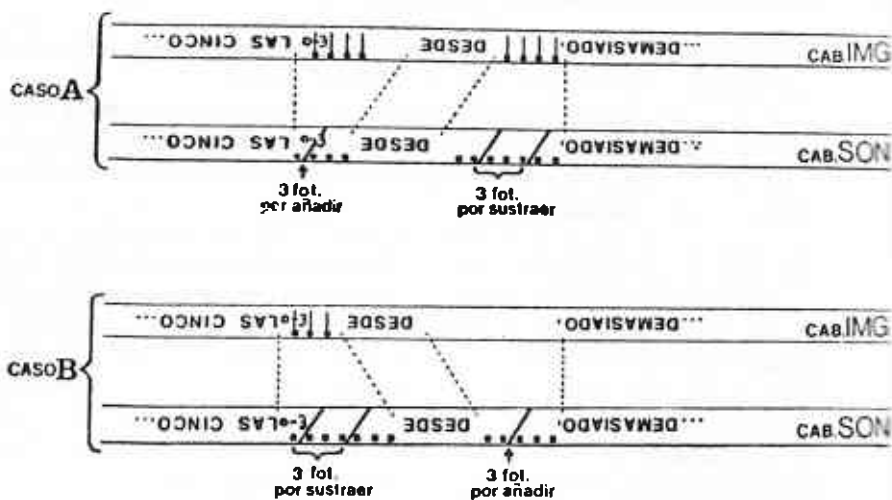 ...DEMASIADO. DESDE LAS CINCO...
CAB.IMG
CASO A
...DEMASIADO. DESDE LAS CINCO...
CAB.SON
3 fot.
por añadir
3 fot.
por sustraer
...DEMASIADO. DESDE LAS CINCO...
CAB.IMG
CASO B
...DEMASIADO. DESDE LAS CINCO...
CAB.SON
3 fot.
por sustraer
3 fot.
por añadir